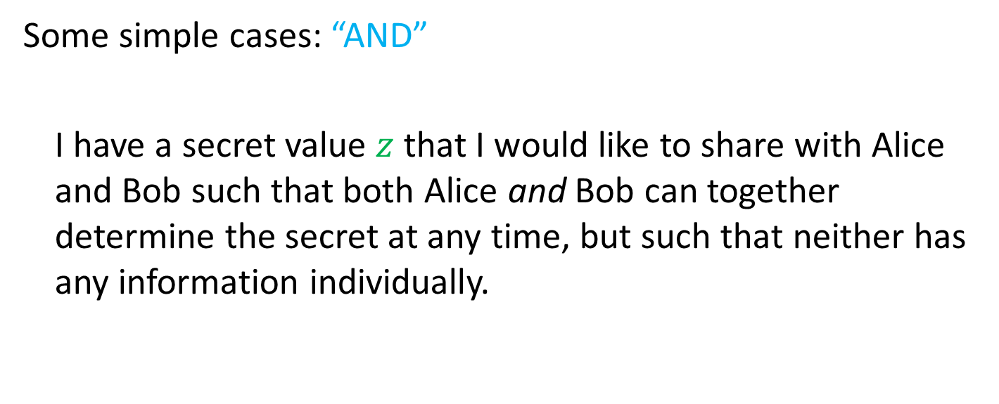 Some simple cases: “AND”
I have a secret value z that I would like to share with Alice
and Bob such that both Alice and Bob can together
determine the secret at any time, but such that neither has
any information individually.